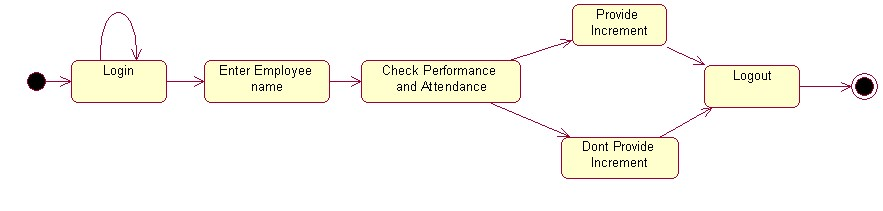 Login
Enter Employee
name
Check Performance
and Attendance
Provide
Increment
Dont Provide
Increment
Logout